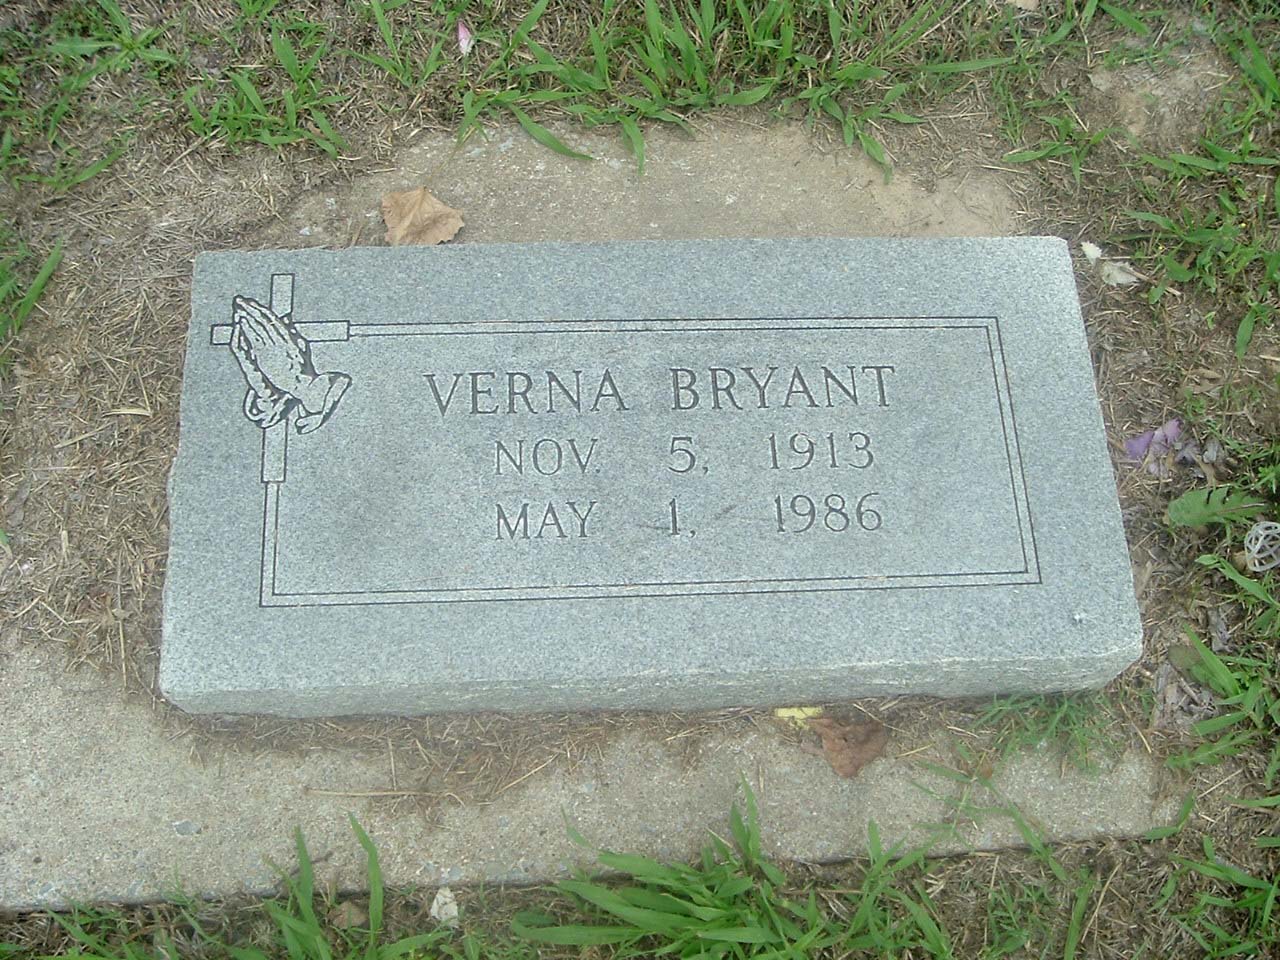 VERNA BRYANT
NOV. 5, 1913
MAY 1, 1986